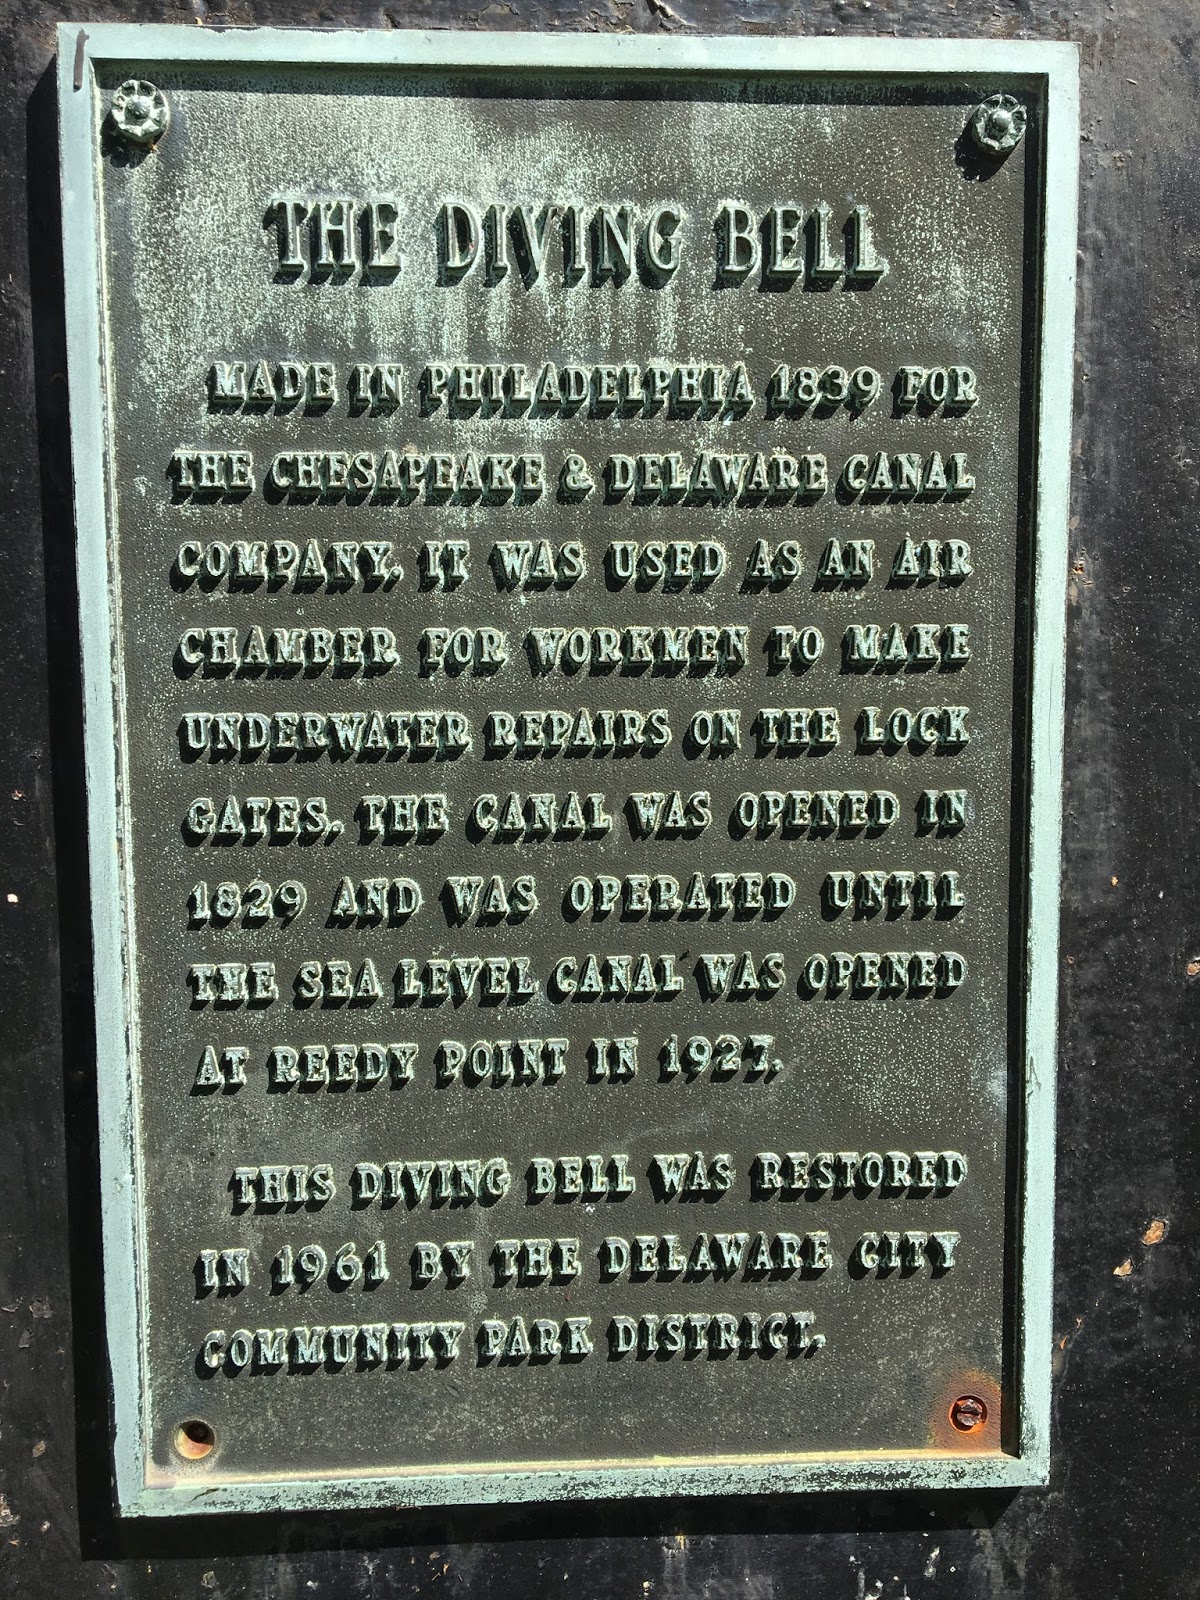 THE DIVING BELL
MADE IN PHILADELPHIA 1839 FOR
THE CHESAPEAKE & DELAWARE CANAL
COMPANY. IT WAS USED AS AN AIR
CHAMBER FOR WORKMEN TO MAKE
UNDERWATER REPAIRS ON THE LOCK
GATES. THE CANAL WAS OPENED IN
1829 AND WAS OPERATED UNTIL
THE SEA LEVEL CANAL WAS OPENED
AT REEDY POINT IN 1927.
THIS DIVING BELL WAS RESTORED
IN 1961 BY THE DELAWARE CITY
COMMUNITY PARK DISTRICT.